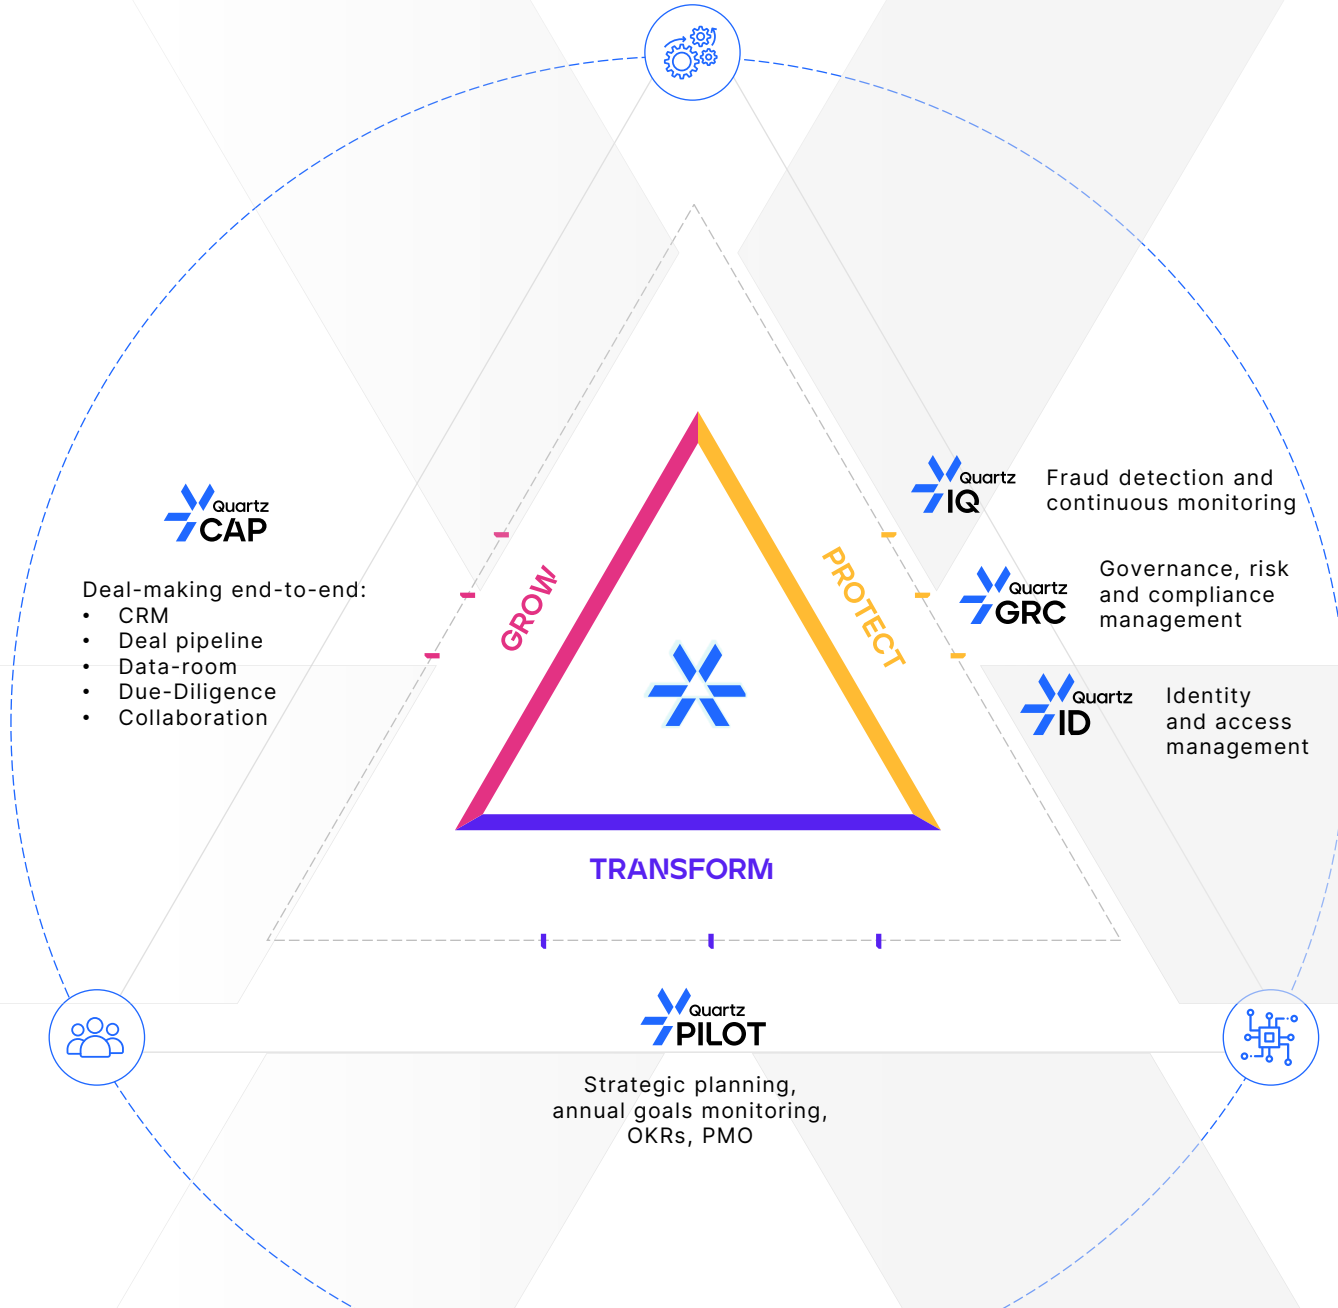 Quartz
CAP
Deal-making end-to-end:
• CRM
• Deal pipeline
• Data-room
• Due-Diligence
• Collaboration
GROW
PROTECT
TRANSFORM
Quartz
IQ
Fraud detection and
continuous monitoring
Quartz
GRC
Governance, risk
and compliance
management
Quartz
ID
Identity
and access
management
Quartz
PILOT
Strategic planning,
annual goals monitoring,
OKRs, PMO